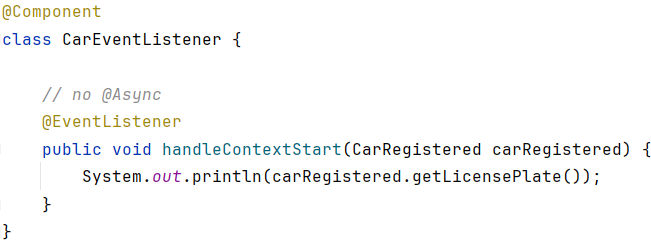 @Component
class CarEventListener {
// no @Async
@EventListener
public void handleContextStart(CarRegistered carRegistered) {
System.out.println(carRegistered.getLicensePlate());
}
}